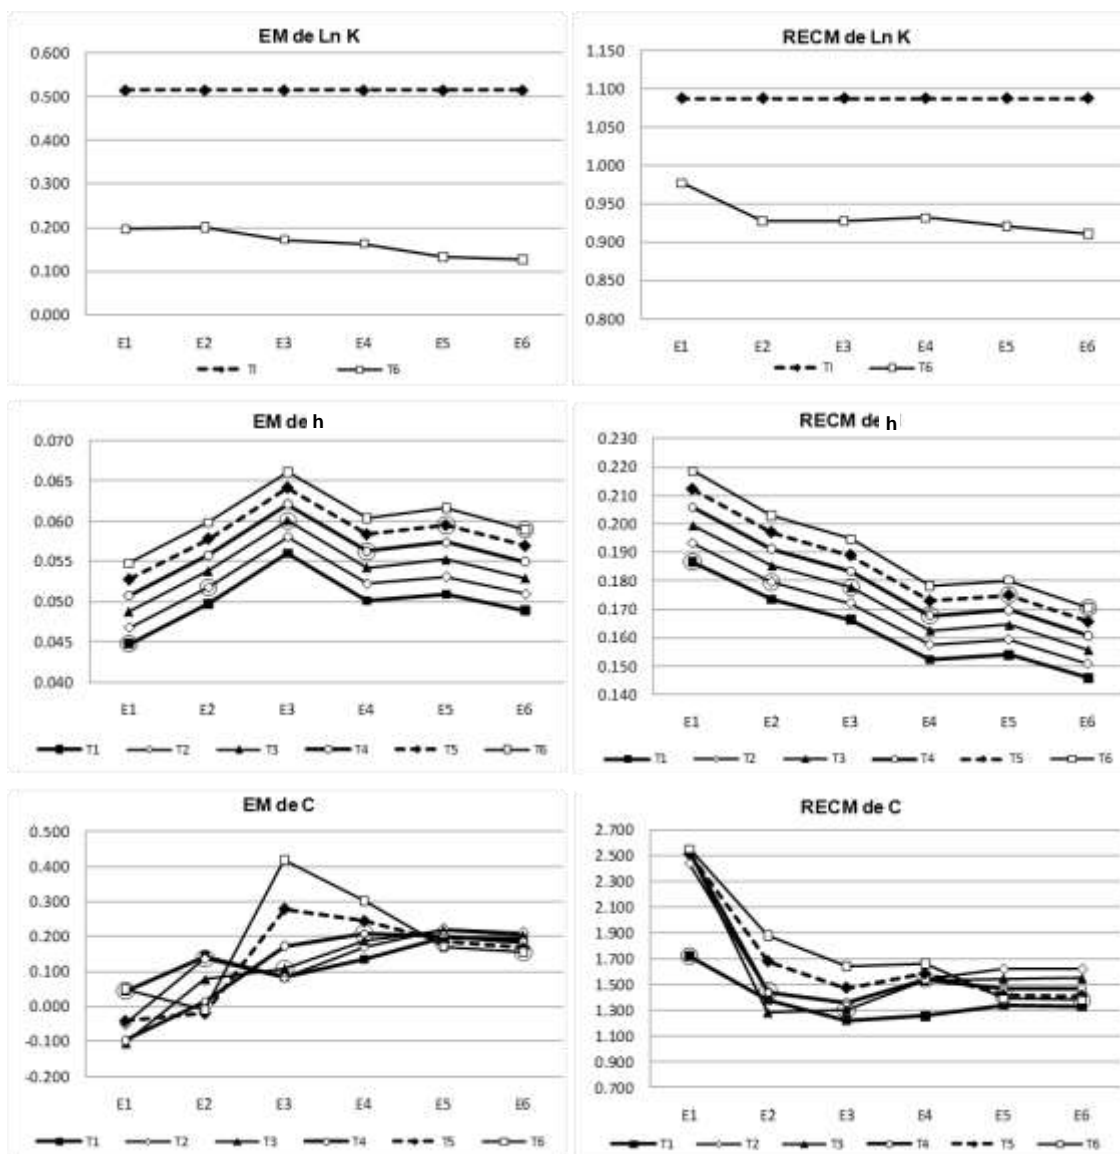 EM de Ln K
0.600
0.500
0.400
0.300
0.200
0.100
0.000
E1 E2 E3 E4 E5 E6
TI T6
RECM de Ln K
1.150
1.100
1.050
1.000
0.950
0.900
0.850
0.800
E1 E2 E3 E4 E5 E6
TI T6
EM de h
0.070
0.065
0.060
0.055
0.050
0.045
0.040
E1 E2 E3 E4 E5 E6
T1 T2 T3 T4 T5 T6
RECM de h
0.230
0.220
0.210
0.200
0.190
0.180
0.170
0.160
0.150
0.140
E1 E2 E3 E4 E5 E6
T1 T2 T3 T4 T5 T6
EM de C
0.500
0.400
0.300
0.200
0.100
0.000
-0.100
-0.200
E1 E2 E3 E4 E5 E6
T1 T2 T3 T4 T5 T6
RECM de C
2.700
2.500
2.300
2.100
1.900
1.700
1.500
1.300
1.100
0.900
0.700
E1 E2 E3 E4 E5 E6
T1 T2 T3 T4 T5 T6